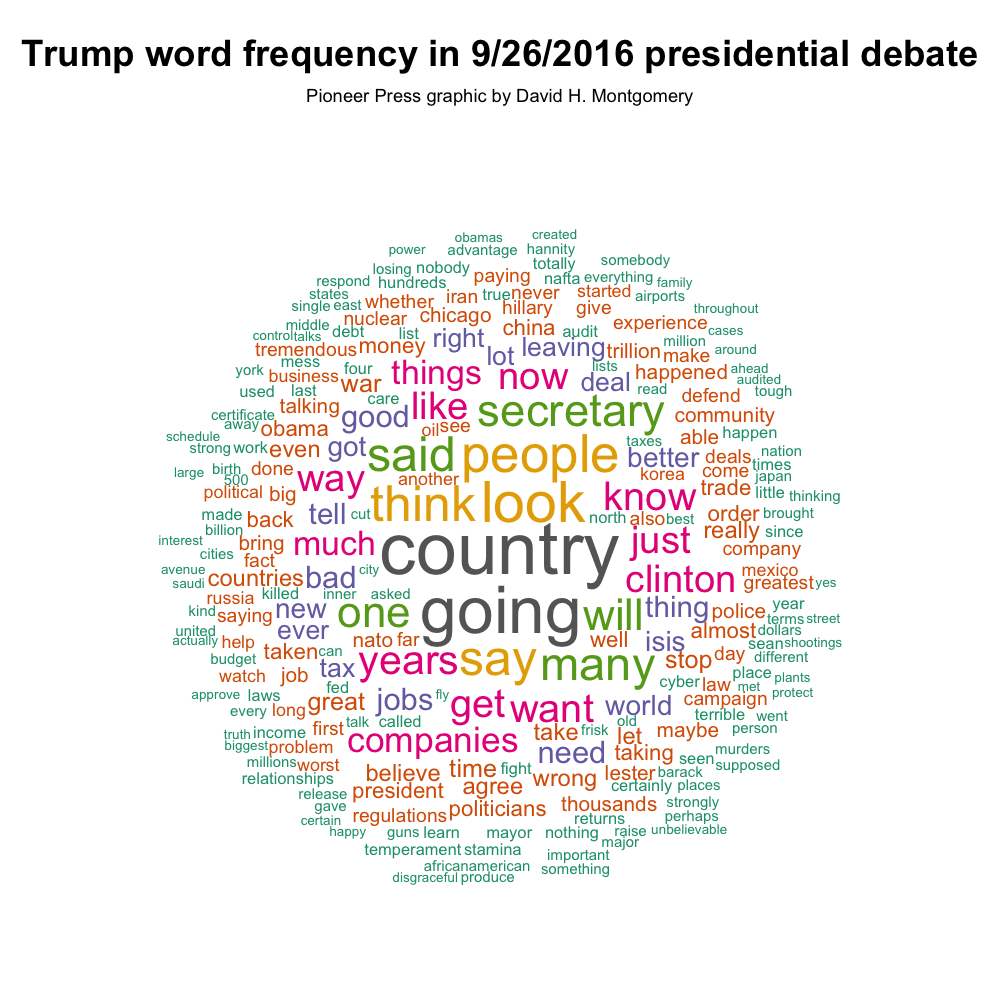 Trump word frequency in 9/26/2016 presidential debate
Pioneer Press graphic by David H. Montgomery
obamas created
power advantage hannity
losing nobody totally somebody
respond hundreds paying nafta everything family
states iran true never started airports
single east whether hillary give throughout
middle nuclear chicago china experience
control talks debt list right audit million cases
tremendous money lot leaving trillion make around
mess four things now lists happened ahead
york business war deal audited
used last care like read defend tough
certificate talking good secretary community
away obama oil see
schedule even got said people taxes able happen
strong work better deals nation
large birth done way another korea come times
500 think look know trade japan
political big little thinking
made back tell cut north also best order brought
billion country really since
interest bring much just company
cities fact
avenue countries bad city clinton mexico
saudi greatest yes
russia killed inner asked
kind saying new one going will thing police year
terms street
united ever almost dollars
actually help nato far well isis sean shootings
taken can years say many stop day different
budget
watch job tax cyber law place plants
approve laws fed jobs fly get want world met protect
great campaign
every long terrible went
truth income first talk called take frisk old let maybe person
biggest problem companies need taking murders
millions worst believe time fight wrong lester seen supposed
relationships barack
release president agree certainly places
gave regulations politicians thousands strongly
certain returns perhaps
happy guns learn mayor nothing raise unbelievable
temperament stamina major
important
africanamerican something
disgraceful produce